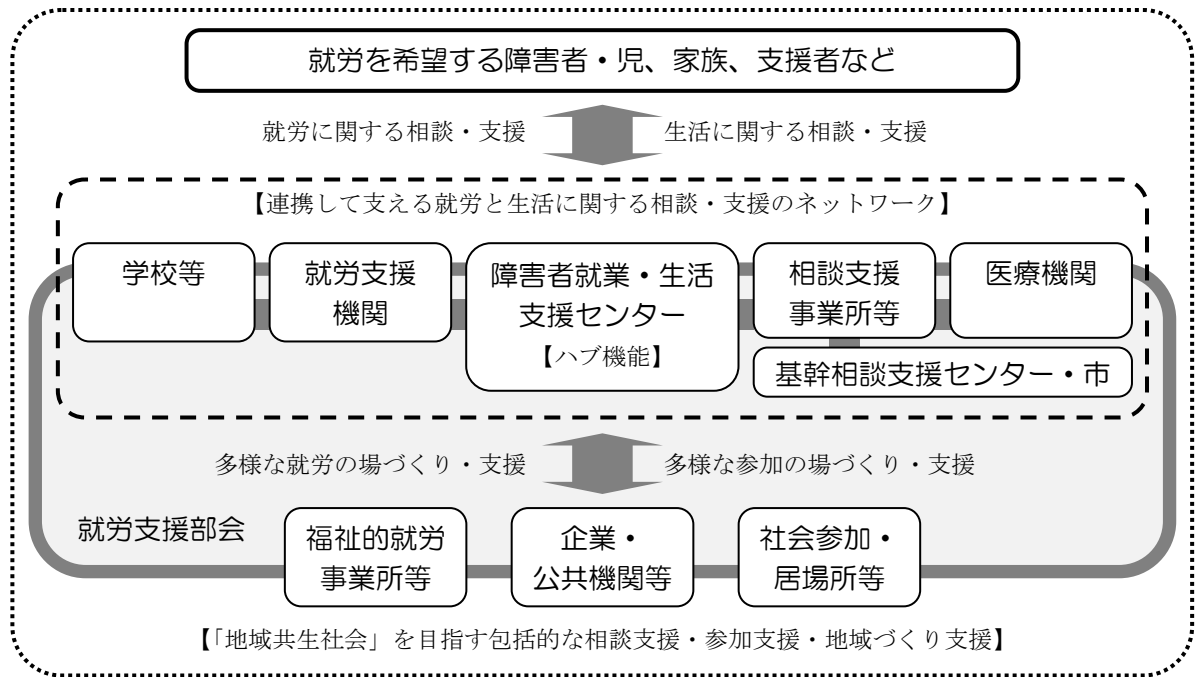 就労を希望する障害者・児、家族、支援者など
就労に関する相談・支援
生活に関する相談・支援
【連携して支える就労と生活に関する相談・支援のネットワーク】
学校等
就労支援
機関
障害者就業・生活
支援センター
【ハブ機能】
相談支援
事業所等
医療機関
基幹相談支援センター・市
多様な就労の場づくり・支援
多様な参加の場づくり・支援
就労支援部会
福祉的就労
事業所等
企業・
公共機関等
社会参加・
居場所等
【「地域共生社会」を目指す包括的な相談支援・参加支援・地域づくり支援】